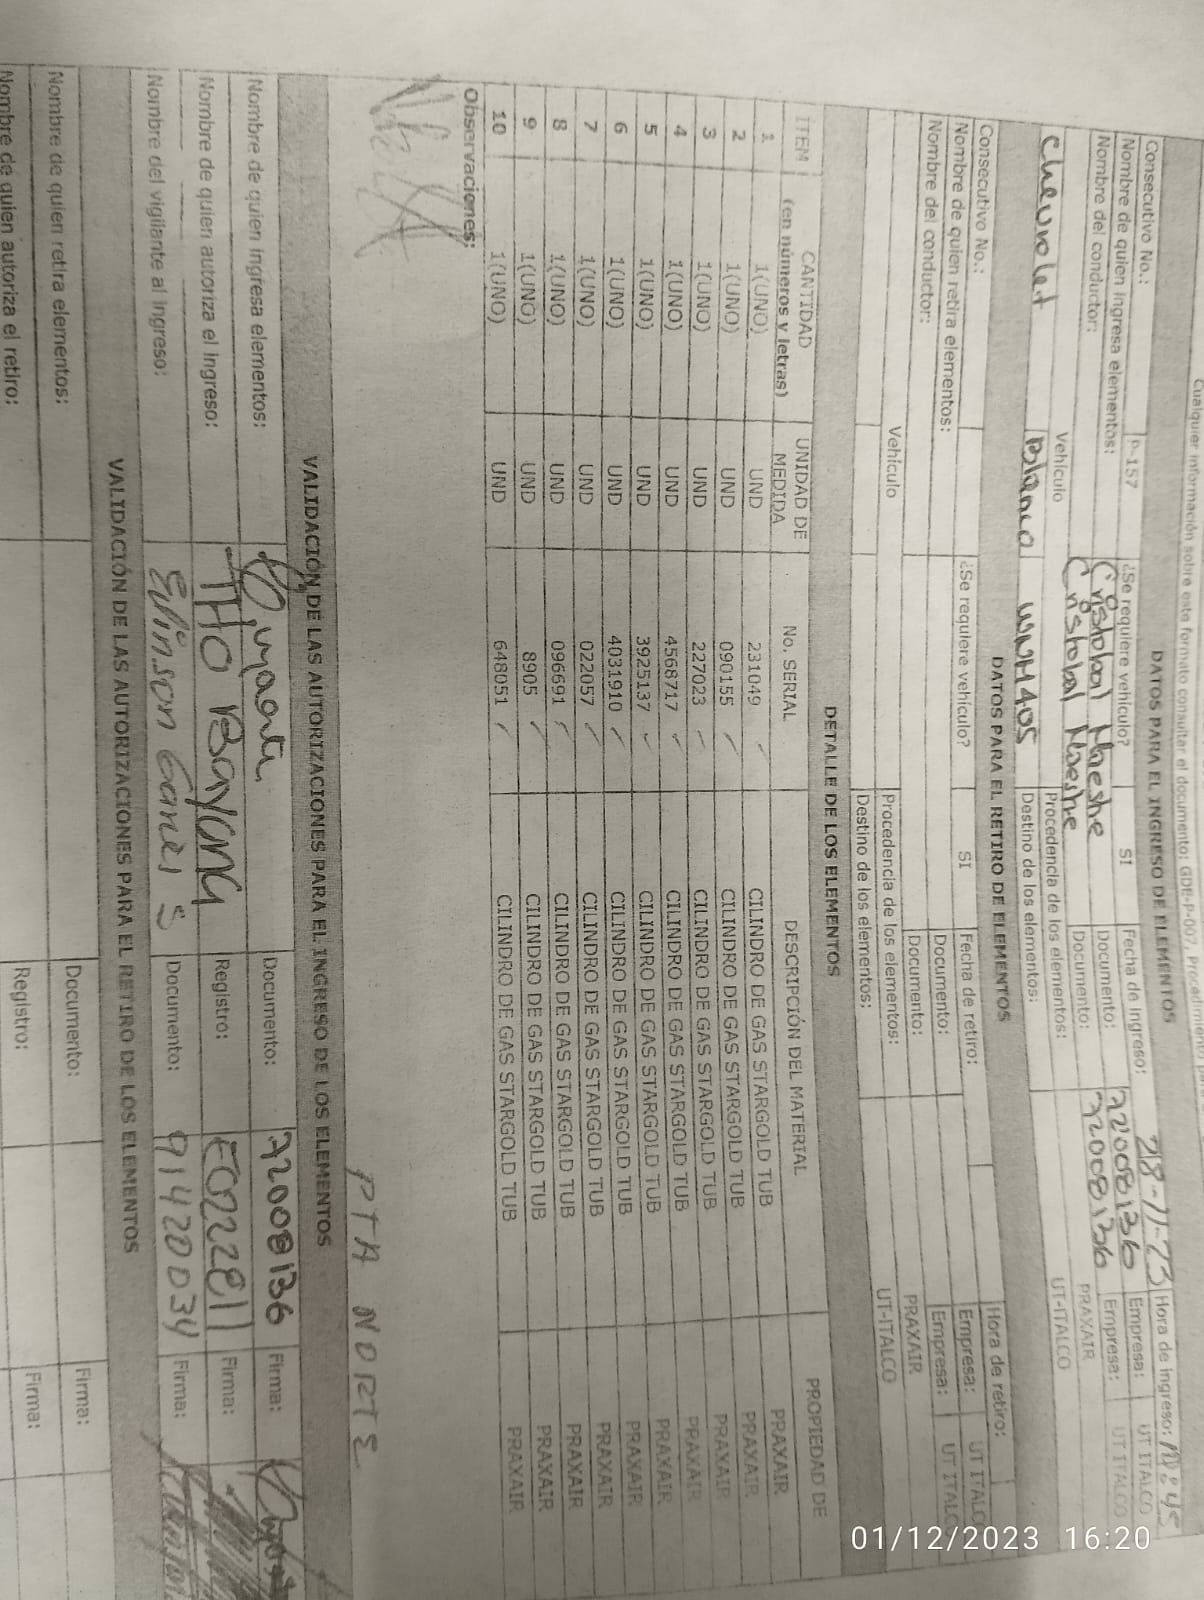 Cualquier información sobre este formato consultar el documento: GDE-P-007, Procedimiento
DATOS PARA EL INGRESO DE ELEMENTOS
Consecutivo No.: P-157 ¿Se requiere vehículo? SI Fecha de ingreso: 28-11-23 Hora de ingreso:
Nombre de quien ingresa elementos: Cristobal Maeshe Documento: 72008136 Empresa: UT ITALCO
Nombre del conductor: Cristobal Maeshe Documento: 72008136 Empresa: UT ITALCO
Vehículo Procedencia de los elementos: PRAXAIR
Chevrolet Blanco WNH405 Destino de los elementos: UT-ITALCO
DATOS PARA EL RETIRO DE ELEMENTOS
Consecutivo No.: ¿Se requiere vehículo? SI Fecha de retiro: Hora de retiro:
Nombre de quien retira elementos: Documento: Empresa: UT ITALCO
Nombre del conductor: Documento: Empresa: UT ITALC
Vehículo Procedencia de los elementos: PRAXAIR
Destino de los elementos: UT-ITALCO
DETALLE DE LOS ELEMENTOS
ITEM CANTIDAD (en números y letras) UNIDAD DE MEDIDA No. SERIAL DESCRIPCIÓN DEL MATERIAL PROPIEDAD DE
1 1(UNO) UND 231049 CILINDRO DE GAS STARGOLD TUB PRAXAIR
2 1(UNO) UND 090155 CILINDRO DE GAS STARGOLD TUB PRAXAIR
3 1(UNO) UND 227023 CILINDRO DE GAS STARGOLD TUB PRAXAIR
4 1(UNO) UND 4568717 CILINDRO DE GAS STARGOLD TUB PRAXAIR
5 1(UNO) UND 3925137 CILINDRO DE GAS STARGOLD TUB PRAXAIR
6 1(UNO) UND 4031910 CILINDRO DE GAS STARGOLD TUB PRAXAIR
7 1(UNO) UND 022057 CILINDRO DE GAS STARGOLD TUB PRAXAIR
8 1(UNO) UND 096691 CILINDRO DE GAS STARGOLD TUB PRAXAIR
9 1(UNO) UND 8905 CILINDRO DE GAS STARGOLD TUB PRAXAIR
10 1(UNO) UND 648051 CILINDRO DE GAS STARGOLD TUB PRAXAIR
Observaciones:
PTA NORTE
VALIDACIÓN DE LAS AUTORIZACIONES PARA EL INGRESO DE LOS ELEMENTOS
Nombre de quien ingresa elementos: Documento: 72008136 Firma:
Nombre de quien autoriza el ingreso: JTHO BayONA Registro: E022281 Firma:
Nombre del vigilante al ingreso: Elinson Garces S Documento: 91420034 Firma:
VALIDACIÓN DE LAS AUTORIZACIONES PARA EL RETIRO DE LOS ELEMENTOS
Nombre de quien retira elementos: Documento: Firma:
Nombre de quien autoriza el retiro: Registro: Firma:
01/12/2023 16:20